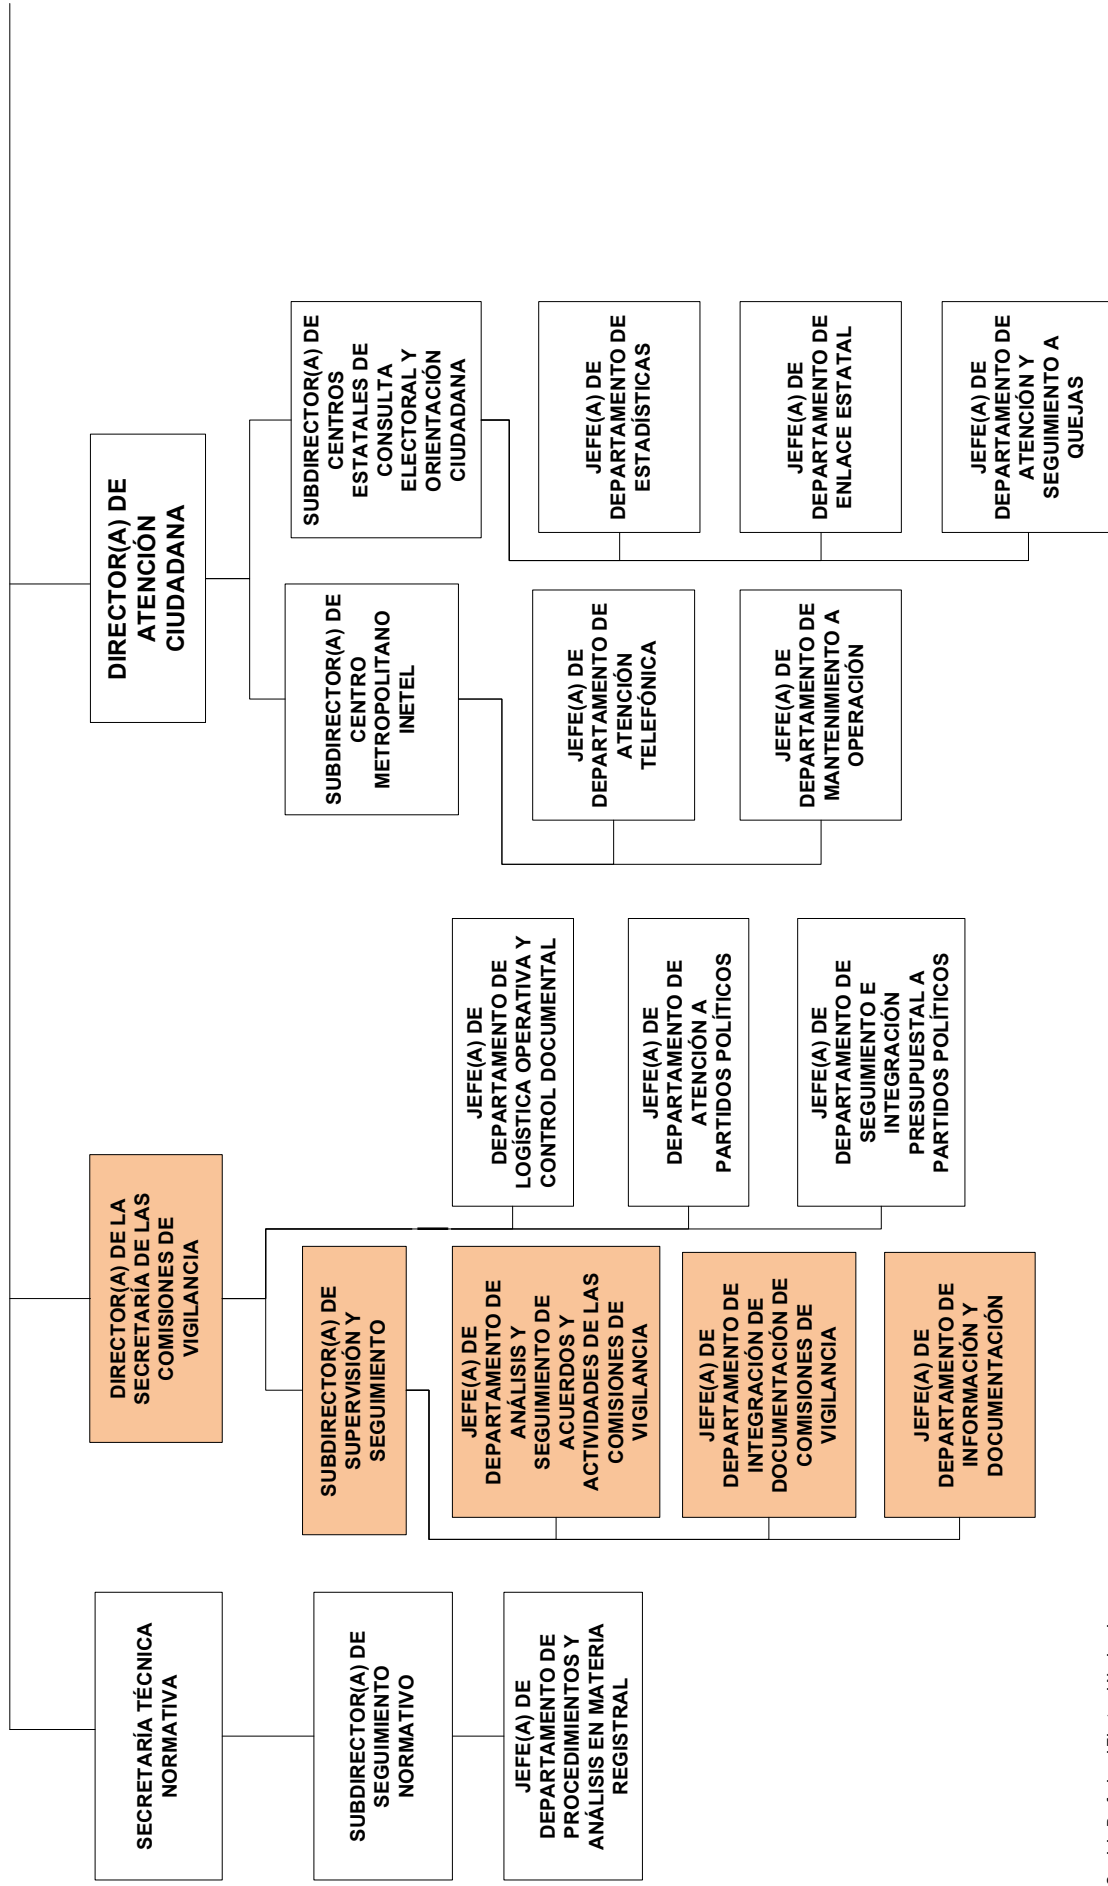 SECRETARÍA TÉCNICA
NORMATIVA
SUBDIRECTOR(A) DE
SEGUIMIENTO
NORMATIVO
JEFE(A) DE
DEPARTAMENTO DE
PROCEDIMIENTOS Y
ANÁLISIS EN MATERIA
REGISTRAL
DIRECTOR(A) DE LA
SECRETARÍA DE LAS
COMISIONES DE
VIGILANCIA
SUBDIRECTOR(A) DE
SUPERVISIÓN Y
SEGUIMIENTO
JEFE(A) DE
DEPARTAMENTO DE
ANÁLISIS Y
SEGUIMIENTO DE
ACUERDOS Y
ACTIVIDADES DE LAS
COMISIONES DE
VIGILANCIA
JEFE(A) DE
DEPARTAMENTO DE
INTEGRACIÓN DE
DOCUMENTACIÓN DE
COMISIONES DE
VIGILANCIA
JEFE(A) DE
DEPARTAMENTO DE
INFORMACIÓN Y
DOCUMENTACIÓN
JEFE(A) DE
DEPARTAMENTO DE
LOGÍSTICA OPERATIVA Y
CONTROL DOCUMENTAL
JEFE(A) DE
DEPARTAMENTO DE
ATENCIÓN A
PARTIDOS POLÍTICOS
JEFE(A) DE
DEPARTAMENTO DE
SEGUIMIENTO E
INTEGRACIÓN
PRESUPUESTAL A
PARTIDOS POLÍTICOS
DIRECTOR(A) DE
ATENCIÓN
CIUDADANA
SUBDIRECTOR(A) DE
CENTRO
METROPOLITANO
INETEL
JEFE(A) DE
DEPARTAMENTO DE
ATENCIÓN
TELEFÓNICA
JEFE(A) DE
DEPARTAMENTO DE
MANTENIMIENTO A
OPERACIÓN
SUBDIRECTOR(A) DE
CENTROS
ESTATALES DE
CONSULTA
ELECTORAL Y
ORIENTACIÓN
CIUDADANA
JEFE(A) DE
DEPARTAMENTO DE
ESTADÍSTICAS
JEFE(A) DE
DEPARTAMENTO DE
ENLACE ESTATAL
JEFE(A) DE
DEPARTAMENTO DE
ATENCIÓN Y
SEGUIMIENTO A
QUEJAS